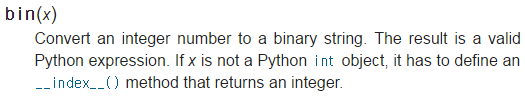 bin(x)
Convert an integer number to a binary string. The result is a valid
Python expression. If x is not a Python int object, it has to define an
__index__() method that returns an integer.